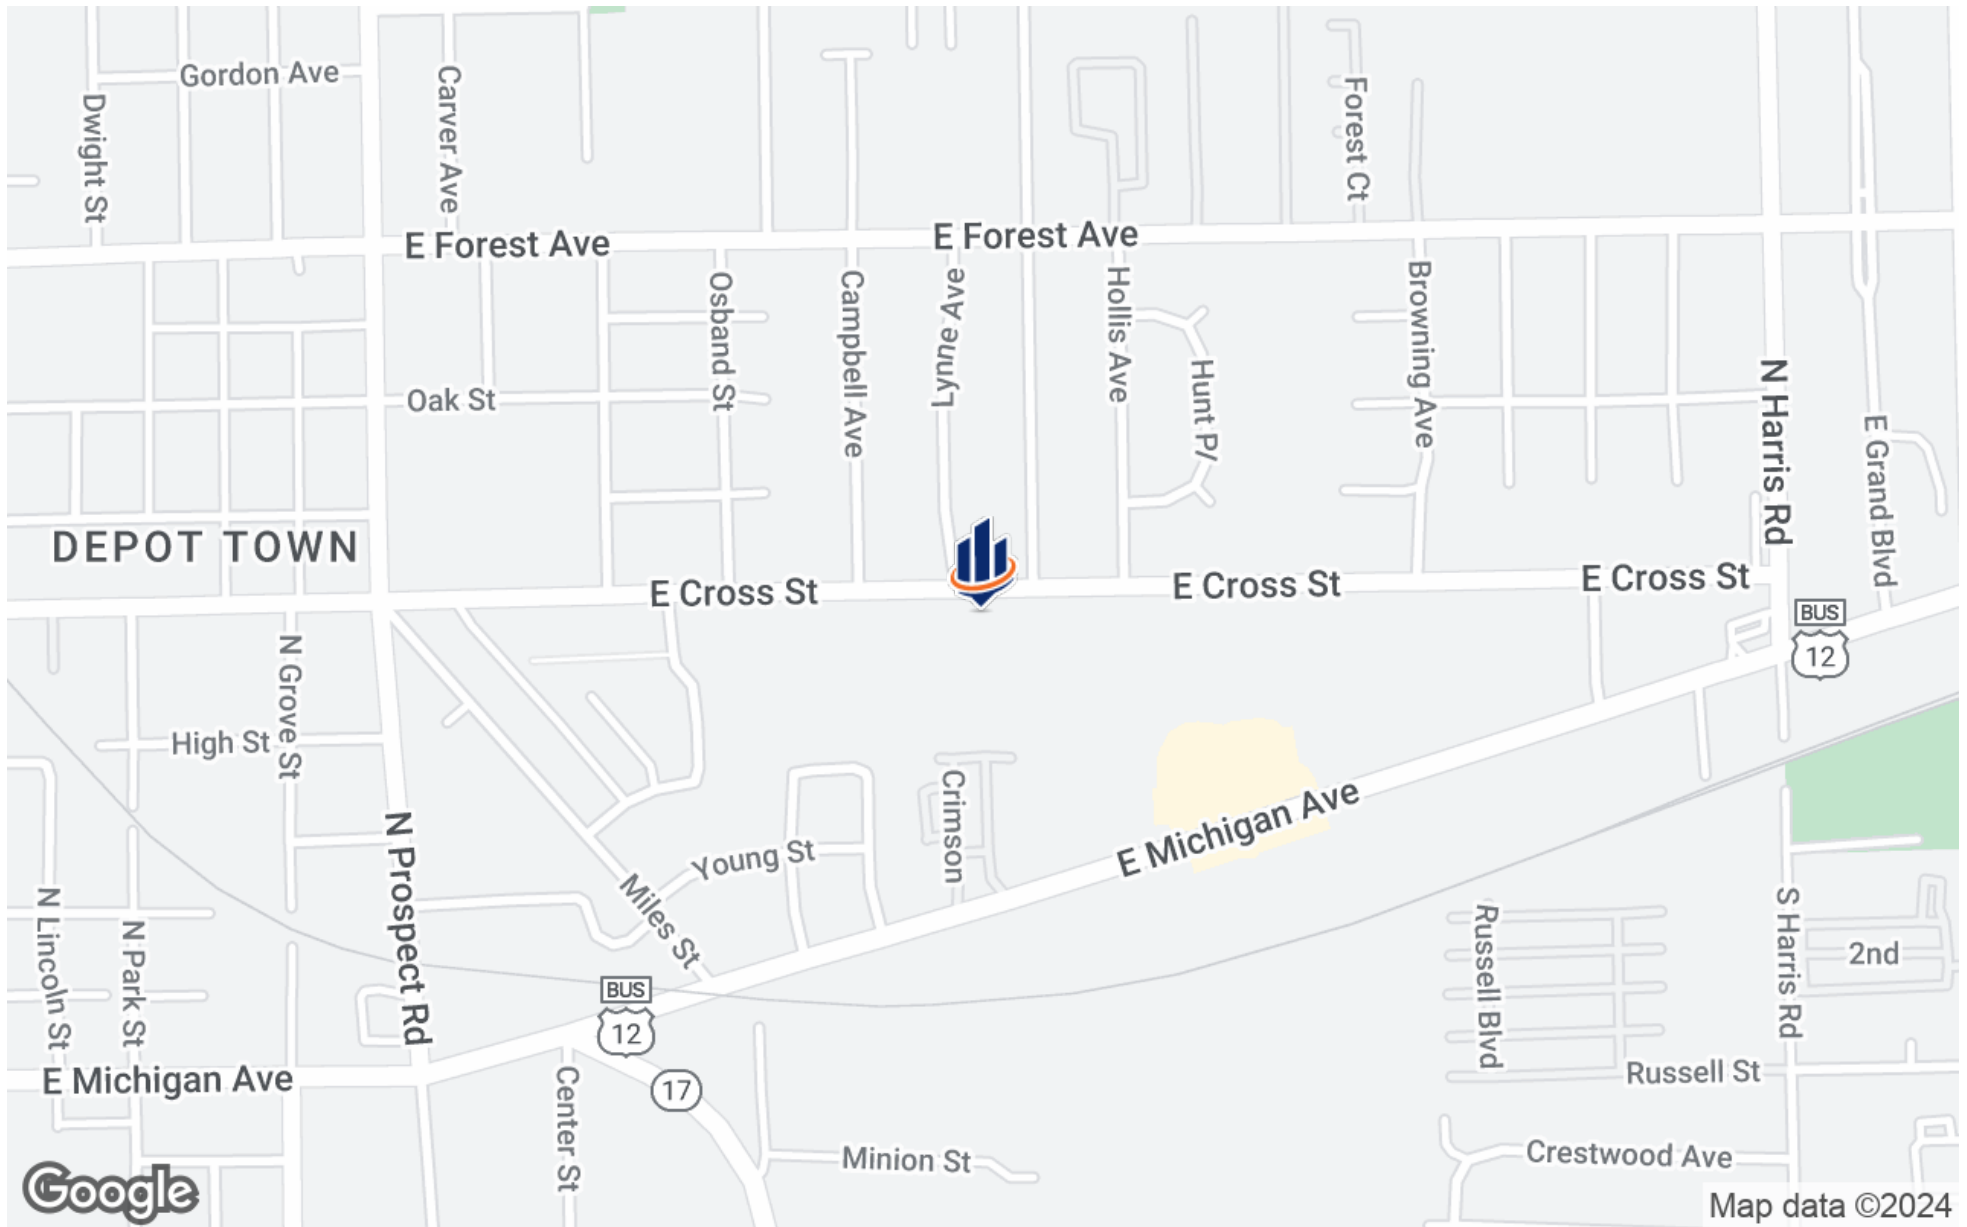 Gordon Ave
Dwight St
Carver Ave
Forest Ct
E Forest Ave
E Forest Ave
Osband St
Campbell Ave
Lynne Ave
Hollis Ave
Hunt Pl
Browning Ave
N Harris Rd
E Grand Blvd
Oak St
DEPOT TOWN
E Cross St
E Cross St
E Cross St
BUS
12
N Grove St
High St
N Prospect Rd
Crimson
E Michigan Ave
Young St
Miles St
N Lincoln St
N Park St
Russell Blvd
S Harris Rd
2nd
BUS
12
E Michigan Ave
17
Center St
Russell St
Minion St
Crestwood Ave
Google
Map data ©2024